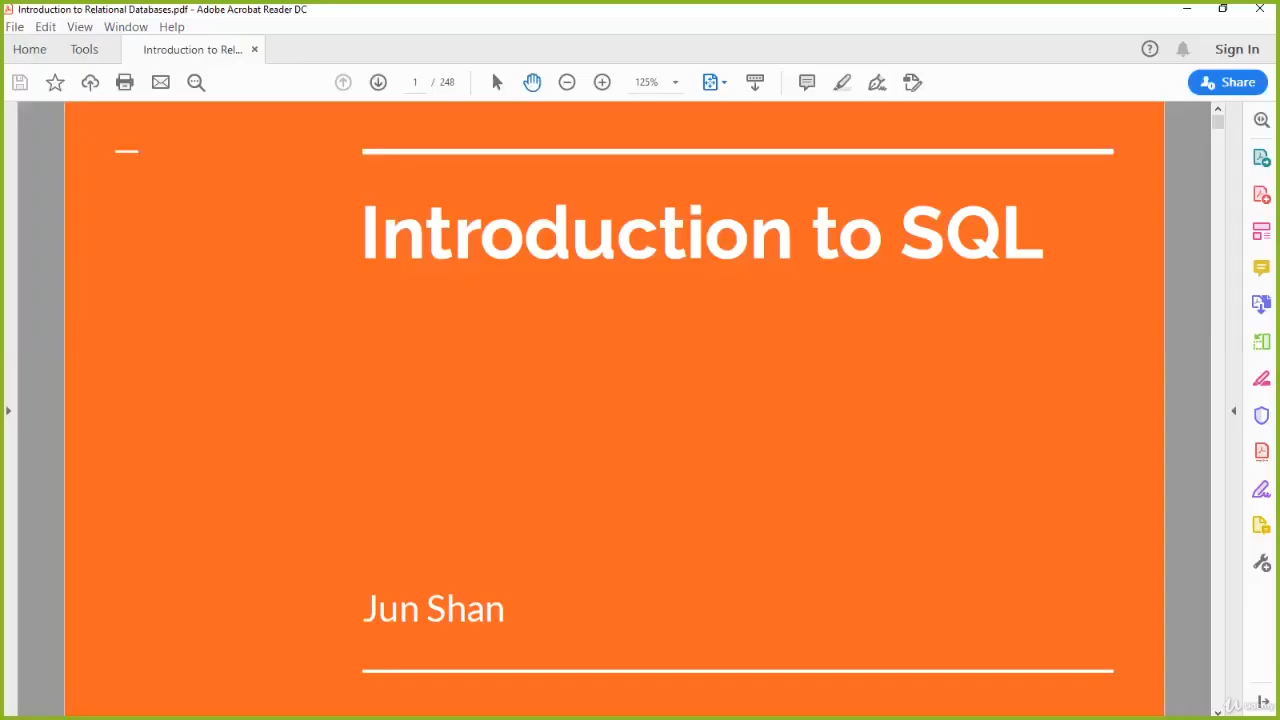 Introduction to Relational Databases.pdf - Adobe Acrobat Reader DC
File Edit View Window Help
Home Tools Introduction to Rel... × Sign In
1 / 248 125% Share
Introduction to SQL
Jun Shan